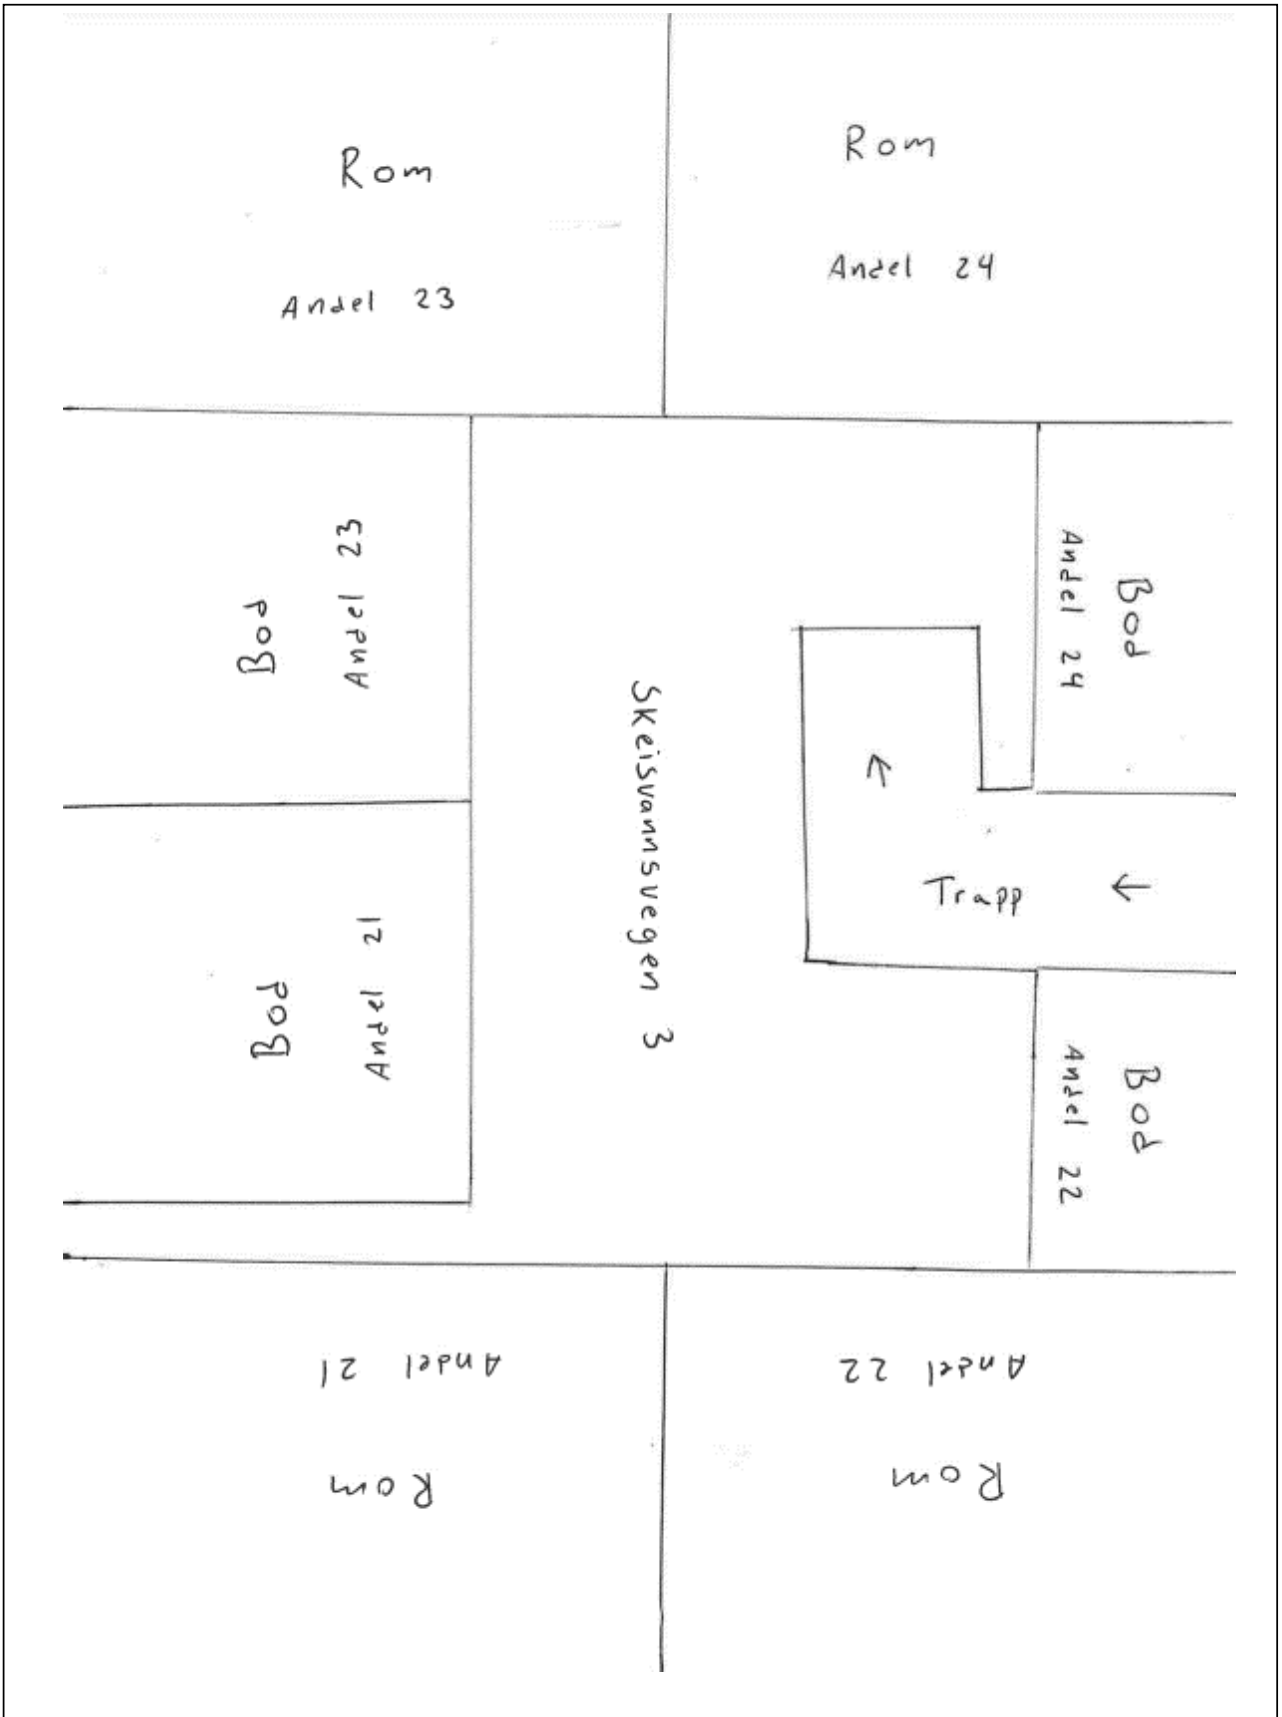 Rom
Andel 23
Rom
Andel 24
Bod
Andel 23
Bod
Andel 24
Skeisvannsvegen 3
Trapp
Bod
Andel 21
Bod
Andel 22
Andel 21
Rom
Andel 22
Rom